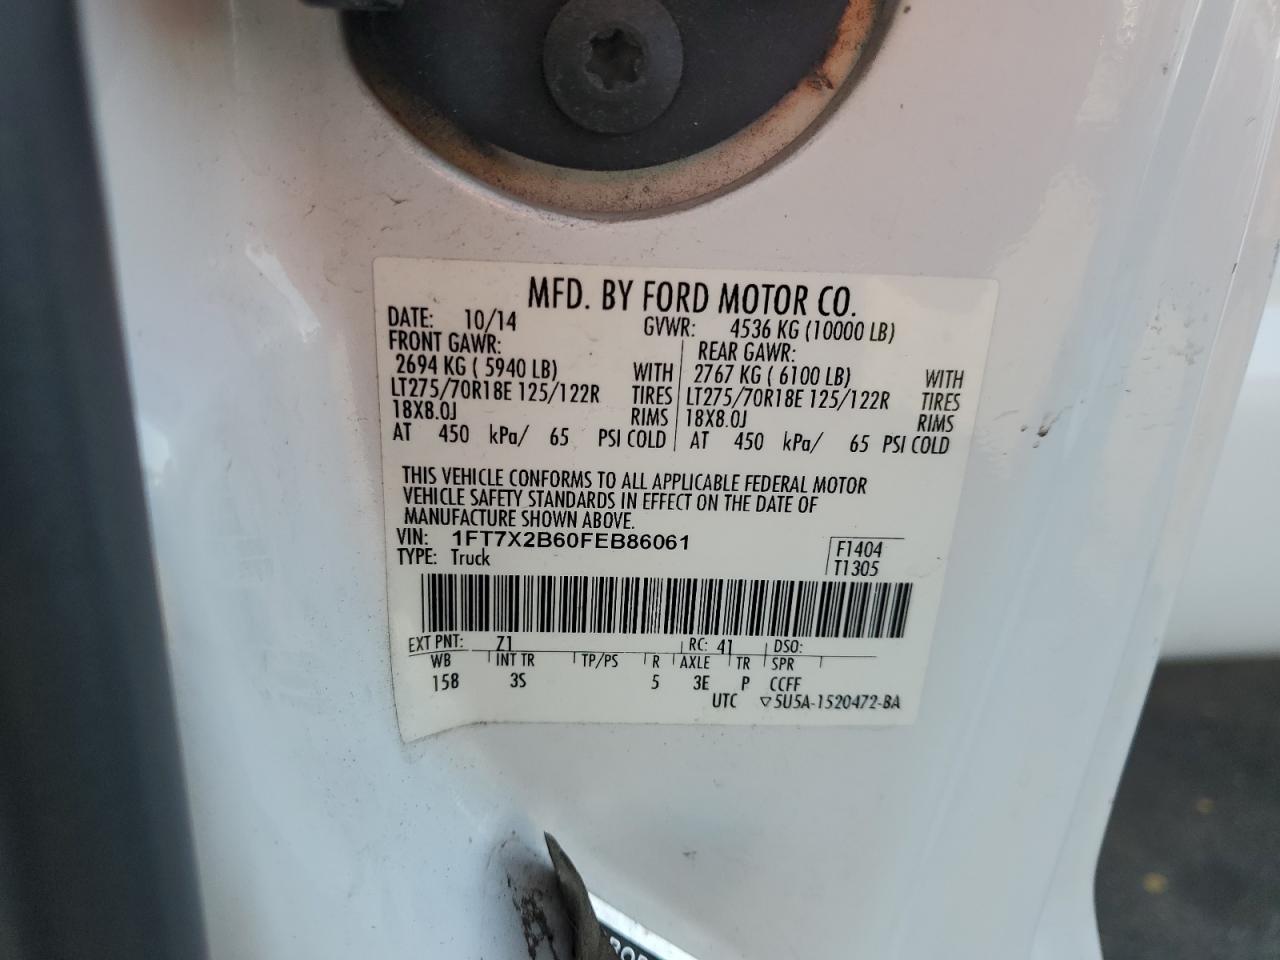 MFD. BY FORD MOTOR CO.
DATE: 10/14 GVWR: 4536 KG (10000 LB)
FRONT GAWR: REAR GAWR:
2694 KG ( 5940 LB) WITH 2767 KG ( 6100 LB) WITH
LT275/70R18E 125/122R TIRES LT275/70R18E 125/122R TIRES
18X8.0J RIMS 18X8.0J RIMS
AT 450 kPa/ 65 PSI COLD AT 450 kPa/ 65 PSI COLD
THIS VEHICLE CONFORMS TO ALL APPLICABLE FEDERAL MOTOR
VEHICLE SAFETY STANDARDS IN EFFECT ON THE DATE OF
MANUFACTURE SHOWN ABOVE.
VIN: 1FT7X2B60FEB86061 F1404
TYPE: Truck T1305
EXT PNT: Z1 RC: 41 DSO:
WB INT TR TP/PS R AXLE TR SPR
158 3S 5 3E P CCFF
UTC ▽5U5A-1520472-BA